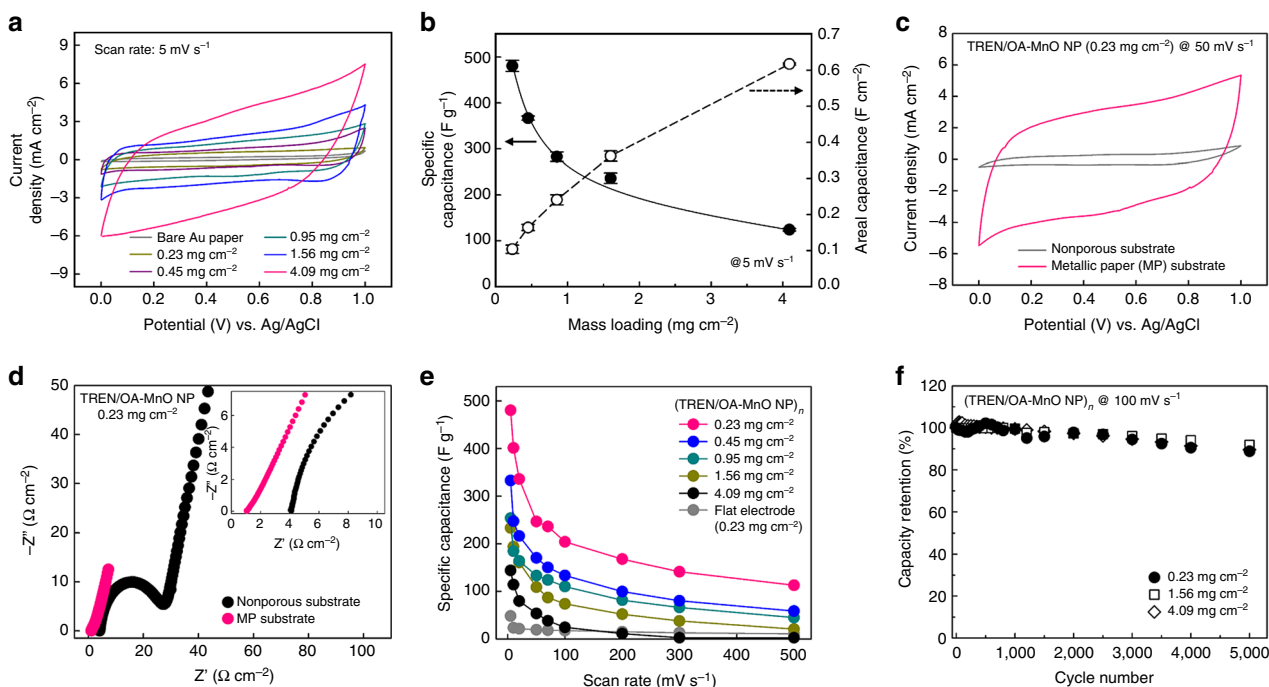 a
Scan rate: 5 mV s⁻¹
9
6
3
0
−3
−6
−9
Current
density (mA cm⁻²)
Bare Au paper
0.23 mg cm⁻²
0.45 mg cm⁻²
0.95 mg cm⁻²
1.56 mg cm⁻²
4.09 mg cm⁻²
0.0 0.2 0.4 0.6 0.8 1.0
Potential (V) vs. Ag/AgCl
b
500
400
300
200
100
0
Specific
capacitance (F g⁻¹)
0.7
0.6
0.5
0.4
0.3
0.2
0.1
0.0
Areal capacitance (F cm⁻²)
@5 mV s⁻¹
0 1 2 3 4
Mass loading (mg cm⁻²)
c
TREN/OA-MnO NP (0.23 mg cm⁻²) @ 50 mV s⁻¹
8
6
4
2
0
−2
−4
−6
−8
Current density (mA cm⁻²)
Nonporous substrate
Metallic paper (MP) substrate
0.0 0.2 0.4 0.6 0.8 1.0
Potential (V) vs. Ag/AgCl
d
TREN/OA-MnO NP
0.23 mg cm⁻²
50
40
30
20
10
0
−Z″ (Ω cm⁻²)
6
4
2
0
−Z″ (Ω cm⁻²)
0 2 4 6 8 10
Z' (Ω cm⁻²)
Nonporous substrate
MP substrate
0 20 40 60 80 100
Z' (Ω cm⁻²)
e
(TREN/OA-MnO NP)ₙ
0.23 mg cm⁻²
0.45 mg cm⁻²
0.95 mg cm⁻²
1.56 mg cm⁻²
4.09 mg cm⁻²
Flat electrode
(0.23 mg cm⁻²)
500
400
300
200
100
0
Specific capacitance (F g⁻¹)
0 100 200 300 400 500
Scan rate (mV s⁻¹)
f
(TREN/OA-MnO NP)ₙ @ 100 mV s⁻¹
120
100
80
60
40
20
0
Capacity retention (%)
0.23 mg cm⁻²
1.56 mg cm⁻²
4.09 mg cm⁻²
0 1,000 2,000 3,000 4,000 5,000
Cycle number